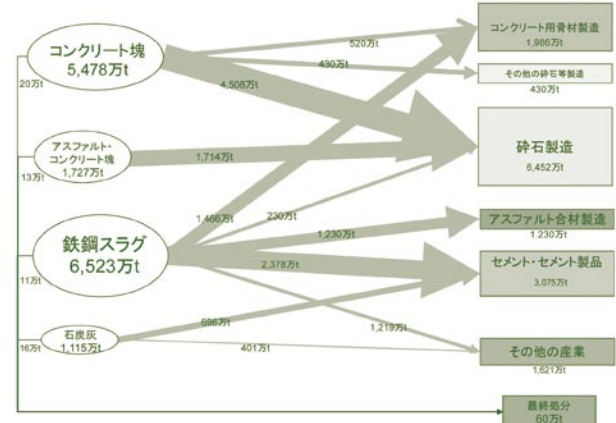 コンクリート塊
5,478万t
アスファルト・
コンクリート塊
1,727万t
鉄鋼スラグ
6,523万t
石炭灰
1,115万t
20万t
13万t
11万t
16万t
520万t
430万t
4,508万t
1,714万t
1,466万t
230万t
1,230万t
2,378万t
1,219万t
696万t
401万t
コンクリート用骨材製造
1,986万t
その他の砕石等製造
430万t
砕石製造
6,452万t
アスファルト合材製造
1.230万t
セメント・セメント製品
3,075万t
その他の産業
1,621万t
最終処分
60万t